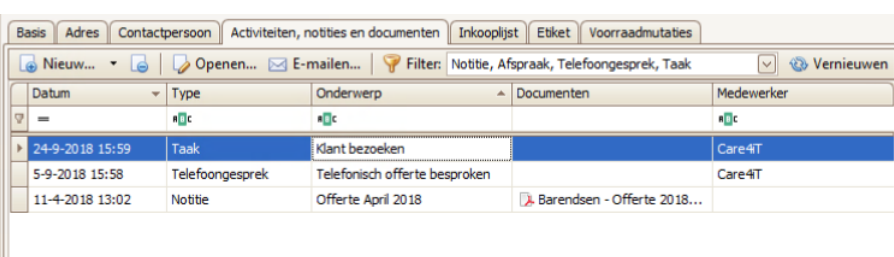 Basis Adres Contactpersoon Activiteiten, notities en documenten Inkooplijst Etiket Voorraadmutaties
Nieuw... Openen... E-mailen... Filter: Notitie, Afspraak, Telefoongesprek, Taak Vernieuwen
Datum Type Onderwerp Documenten Medewerker
=
24-9-2018 15:59 Taak Klant bezoeken Care4iT
5-9-2018 15:58 Telefoongesprek Telefonisch offerte besproken Care4iT
11-4-2018 13:02 Notitie Offerte April 2018 Barendsen - Offerte 2018...